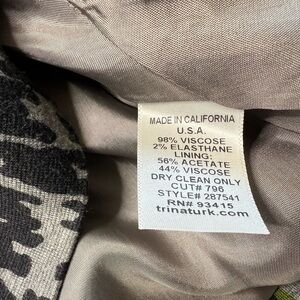 MADE IN CALIFORNIA
U.S.A.
98% VISCOSE
2% ELASTHANE
LINING:
56% ACETATE
44% VISCOSE
DRY CLEAN ONLY
CUT# 796
STYLE# 287541
RN# 93415
trinaturk.com